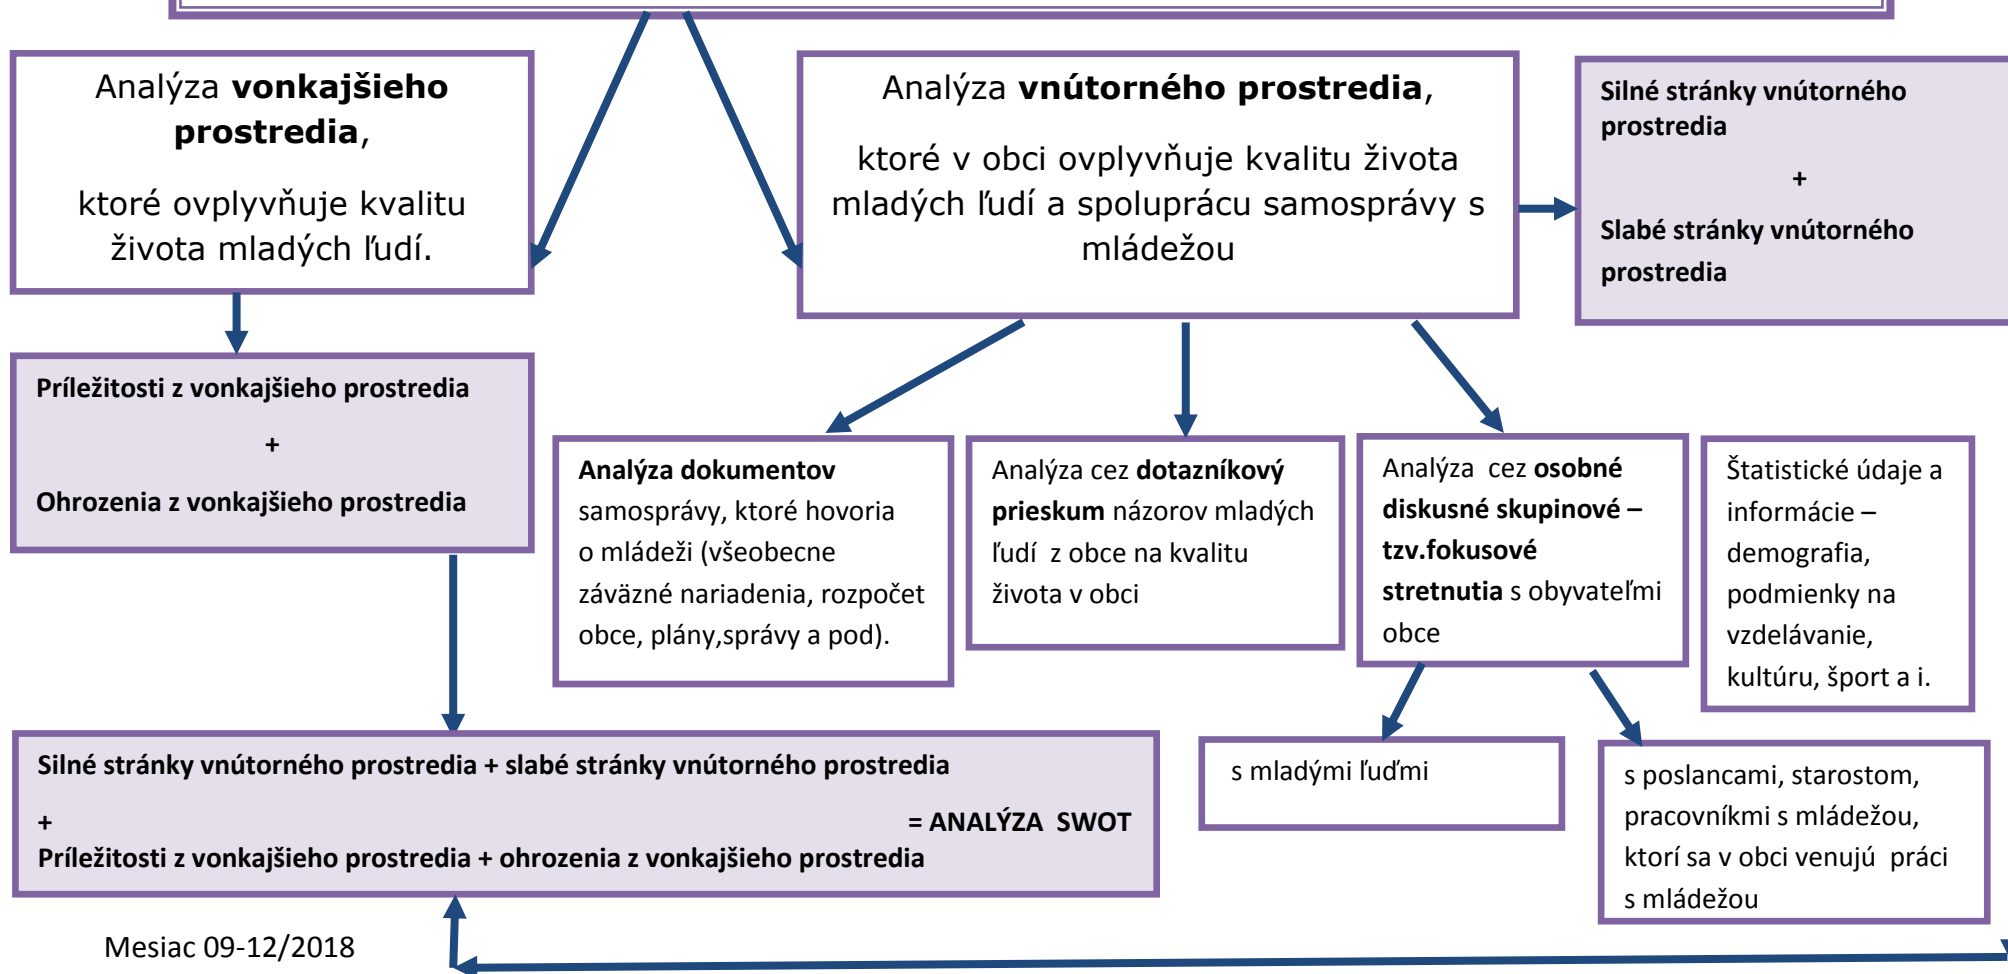 Analýza vonkajšieho
prostredia,
ktoré ovplyvňuje kvalitu
života mladých ľudí.
Analýza vnútorného prostredia,
ktoré v obci ovplyvňuje kvalitu života
mladých ľudí a spoluprácu samosprávy s
mládežou
Silné stránky vnútorného
prostredia
+
Slabé stránky vnútorného
prostredia
Príležitosti z vonkajšieho prostredia
+
Ohrozenia z vonkajšieho prostredia
Analýza dokumentov
samosprávy, ktoré hovoria
o mládeži (všeobecne
záväzné nariadenia, rozpočet
obce, plány,správy a pod).
Analýza cez dotazníkový
prieskum názorov mladých
ľudí  z obce na kvalitu
života v obci
Analýza  cez osobné
diskusné skupinové –
tzv.fokusové
stretnutia s obyvateľmi
obce
Štatistické údaje a
informácie –
demografia,
podmienky na
vzdelávanie,
kultúru, šport a i.
Silné stránky vnútorného prostredia + slabé stránky vnútorného prostredia
+ = ANALÝZA  SWOT
Príležitosti z vonkajšieho prostredia + ohrozenia z vonkajšieho prostredia
s mladými ľuďmi
s poslancami, starostom,
pracovníkmi s mládežou,
ktorí sa v obci venujú  práci
s mládežou
Mesiac 09-12/2018